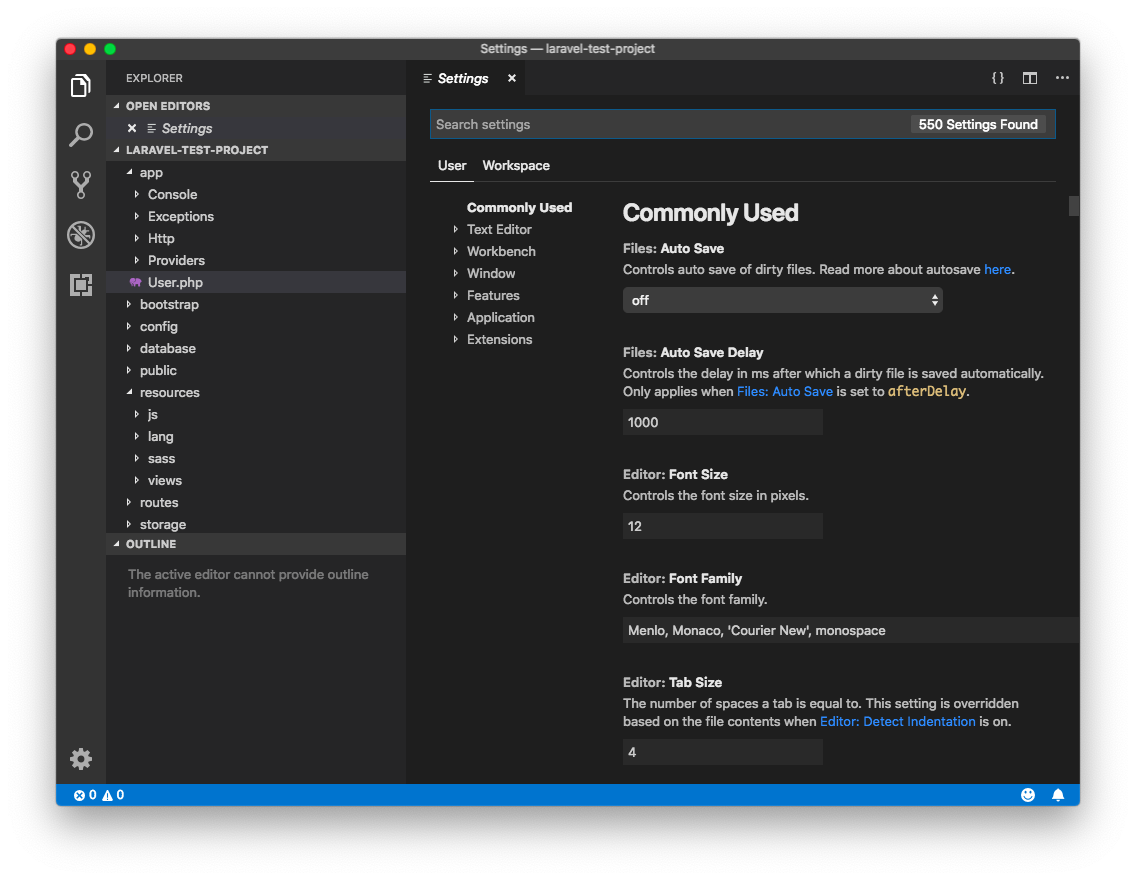 Settings — laravel-test-project
EXPLORER
OPEN EDITORS
Settings
LARAVEL-TEST-PROJECT
app
Console
Exceptions
Http
Providers
User.php
bootstrap
config
database
public
resources
js
lang
sass
views
routes
storage
OUTLINE
The active editor cannot provide outline
information.
Settings
Search settings
550 Settings Found
User Workspace
Commonly Used
Text Editor
Workbench
Window
Features
Application
Extensions
Commonly Used
Files: Auto Save
Controls auto save of dirty files. Read more about autosave here.
off
Files: Auto Save Delay
Controls the delay in ms after which a dirty file is saved automatically.
Only applies when Files: Auto Save is set to afterDelay.
1000
Editor: Font Size
Controls the font size in pixels.
12
Editor: Font Family
Controls the font family.
Menlo, Monaco, 'Courier New', monospace
Editor: Tab Size
The number of spaces a tab is equal to. This setting is overridden
based on the file contents when Editor: Detect Indentation is on.
4
0 0